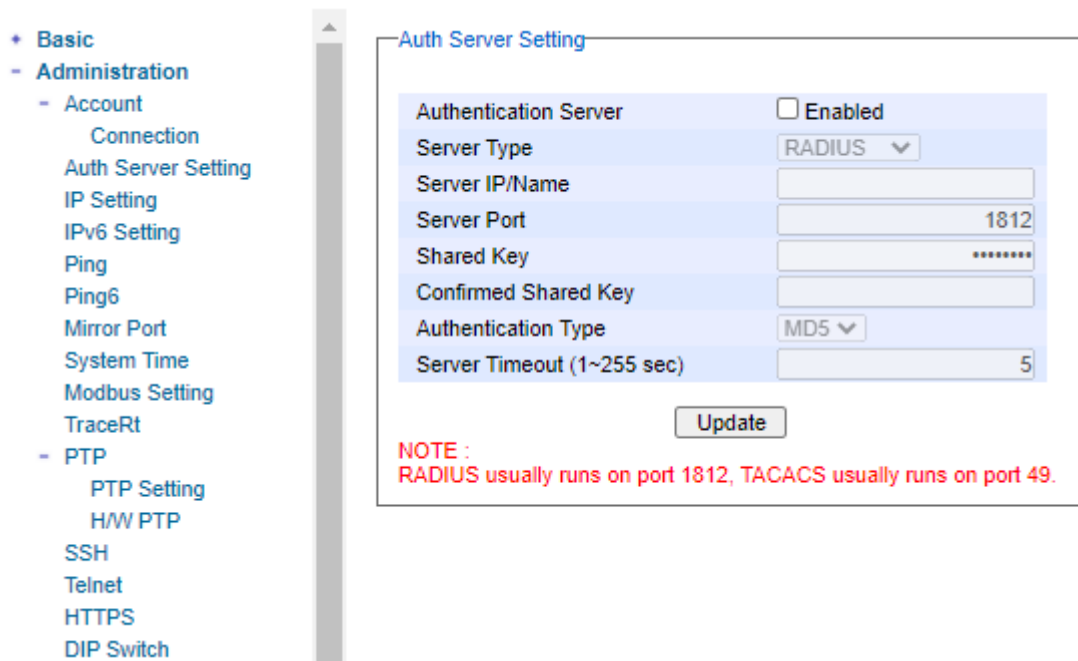 Basic
Administration
Account
Connection
Auth Server Setting
IP Setting
IPv6 Setting
Ping
Ping6
Mirror Port
System Time
Modbus Setting
TraceRt
PTP
PTP Setting
H/W PTP
SSH
Telnet
HTTPS
DIP Switch
Auth Server Setting
Authentication Server Enabled
Server Type RADIUS
Server IP/Name
Server Port 1812
Shared Key ••••••••
Confirmed Shared Key
Authentication Type MD5
Server Timeout (1~255 sec) 5
Update
NOTE :
RADIUS usually runs on port 1812, TACACS usually runs on port 49.